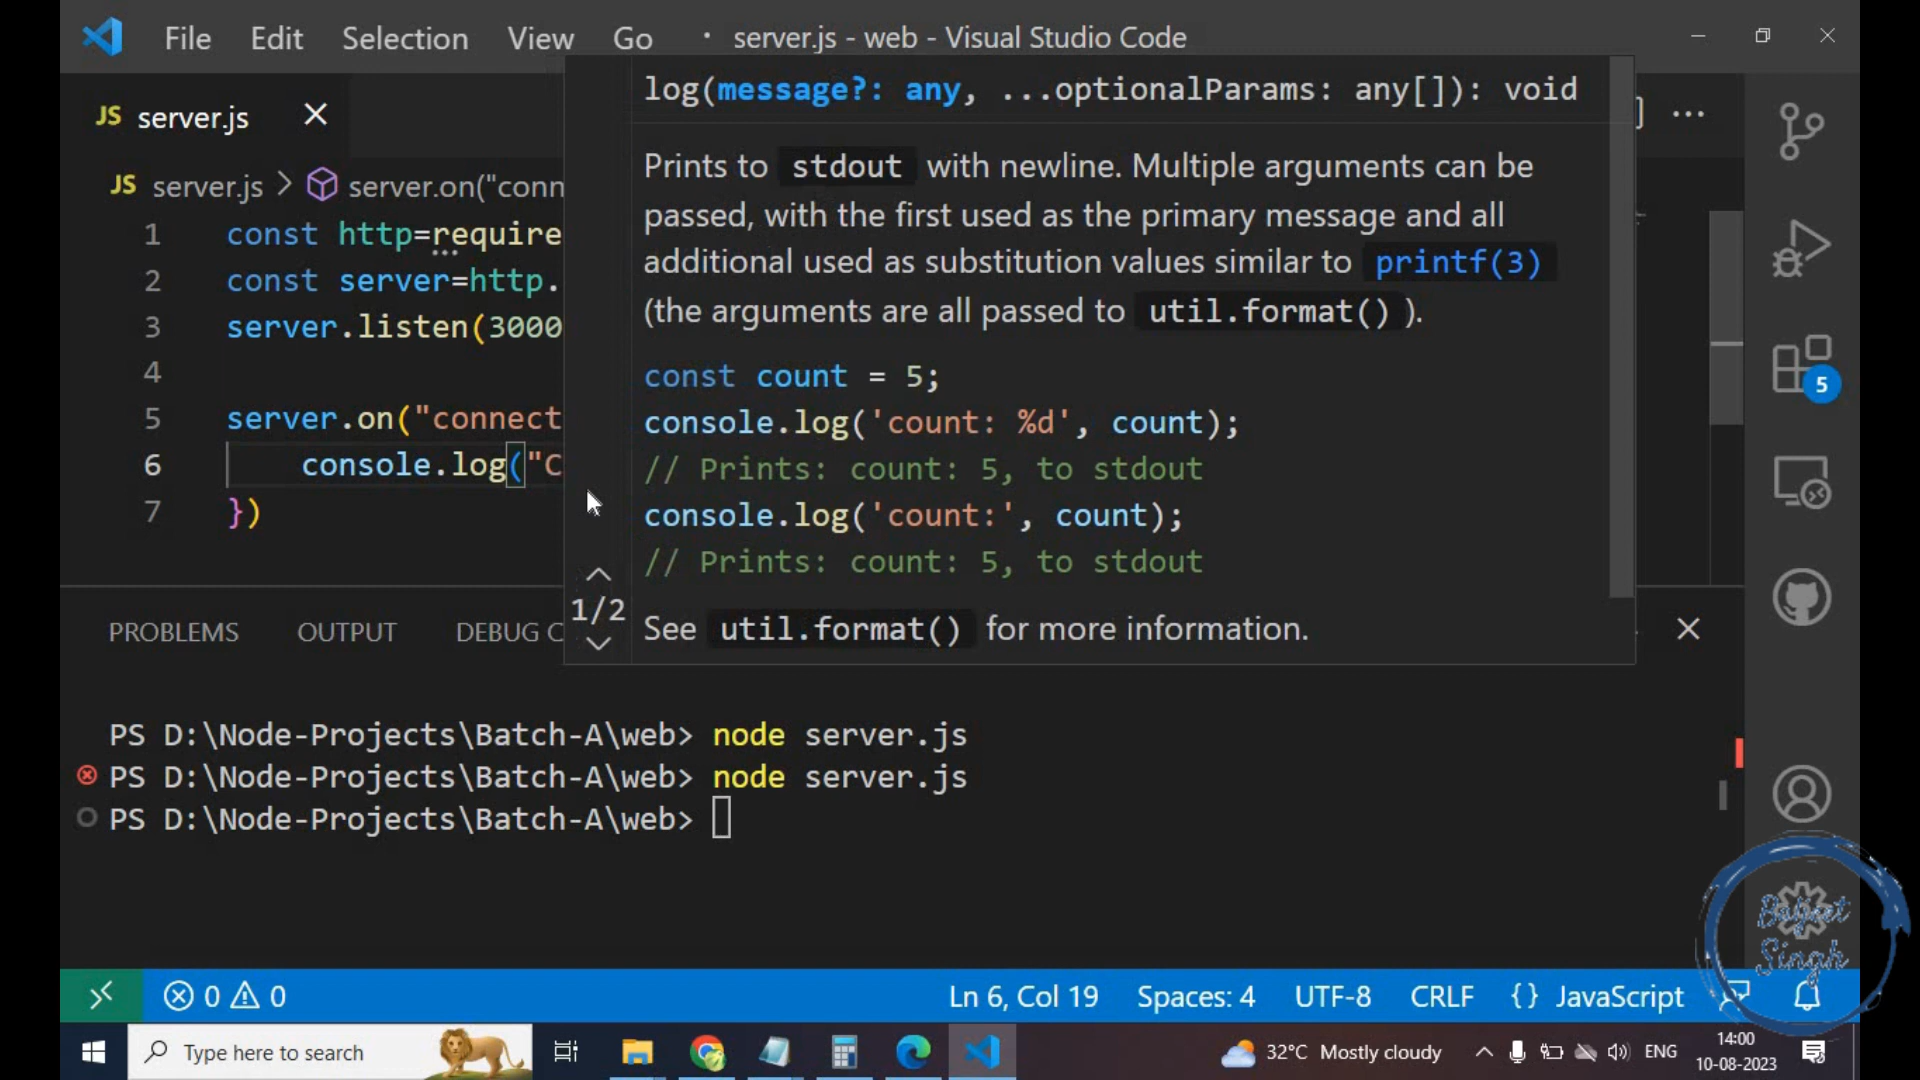 File Edit Selection View Go server.js - web - Visual Studio Code
JS server.js
JS server.js > server.on("conn
1 const http=require
2 const server=http.
3 server.listen(3000
4
5 server.on("connect
6 console.log("C
7 })
log(message?: any, ...optionalParams: any[]): void
Prints to stdout with newline. Multiple arguments can be
passed, with the first used as the primary message and all
additional used as substitution values similar to printf(3)
(the arguments are all passed to util.format()).
const count = 5;
console.log('count: %d', count);
// Prints: count: 5, to stdout
console.log('count:', count);
// Prints: count: 5, to stdout
1/2
See util.format() for more information.
5
PROBLEMS OUTPUT DEBUG C
PS D:\Node-Projects\Batch-A\web> node server.js
PS D:\Node-Projects\Batch-A\web> node server.js
PS D:\Node-Projects\Batch-A\web>
Baljeet
Singh
0 0 Ln 6, Col 19 Spaces: 4 UTF-8 CRLF {} JavaScript
Type here to search 32°C Mostly cloudy ENG 14:00
10-08-2023